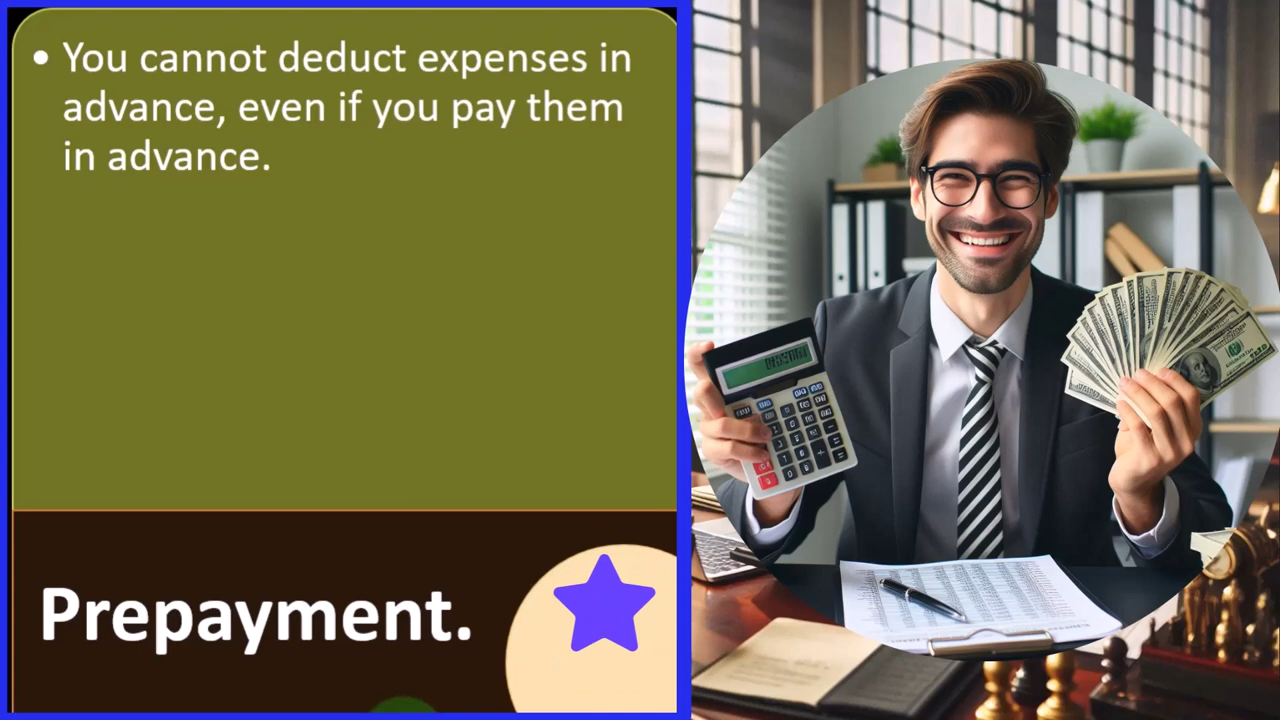 • You cannot deduct expenses in
advance, even if you pay them
in advance.
Prepayment.